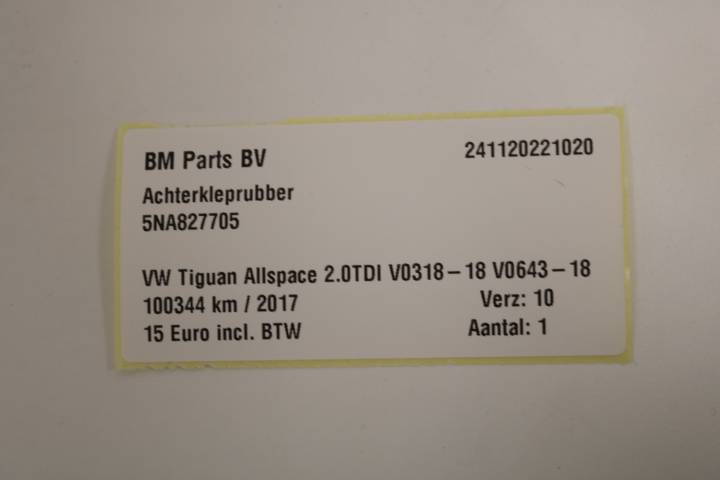 BM Parts BV 241120221020
Achterkleprubber
5NA827705
VW Tiguan Allspace 2.0TDI V0318-18 V0643-18
100344 km / 2017 Verz: 10
15 Euro incl. BTW Aantal: 1